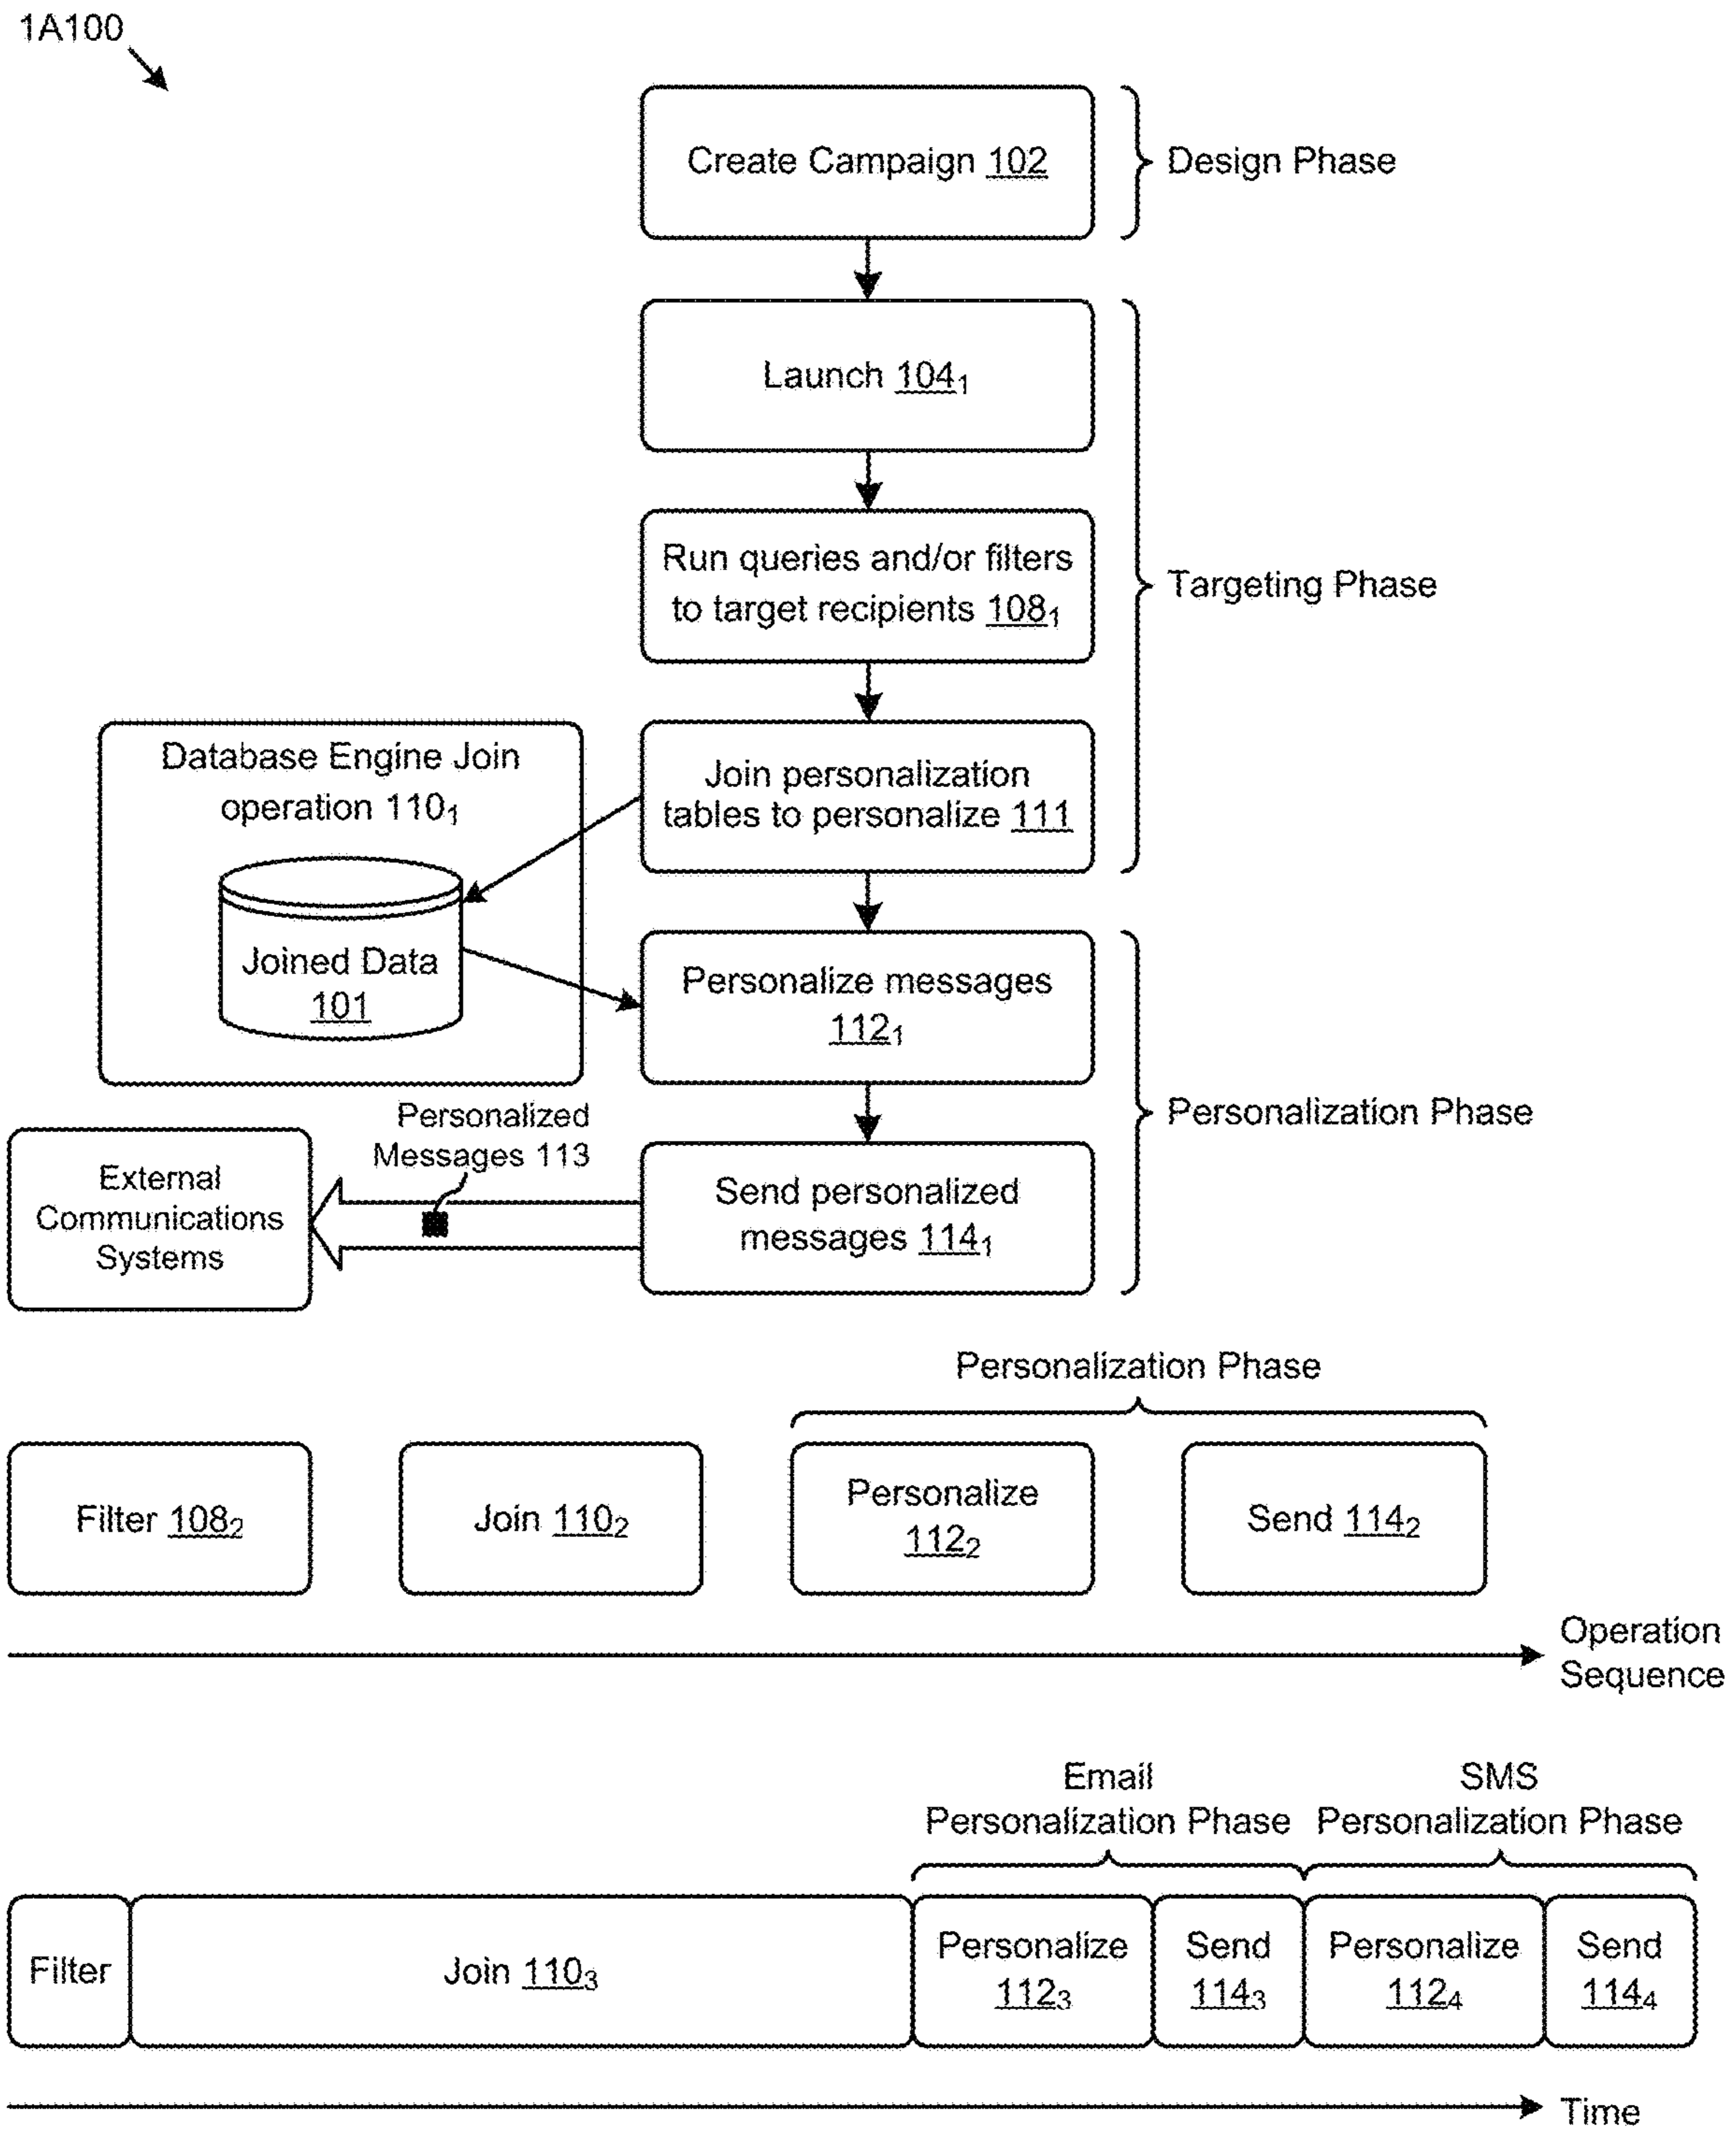 1A100
Create Campaign 102
Design Phase
Launch 104₁
Run queries and/or filters
to target recipients 108₁
Targeting Phase
Database Engine Join
operation 110₁
Join personalization
tables to personalize 111
Joined Data
101
Personalize messages
112₁
Personalized
Messages 113
Personalization Phase
External
Communications
Systems
Send personalized
messages 114₁
Personalization Phase
Filter 108₂
Join 110₂
Personalize
112₂
Send 114₂
Operation
Sequence
Email
Personalization Phase
SMS
Personalization Phase
Filter
Join 110₃
Personalize
112₃
Send
114₃
Personalize
112₄
Send
114₄
Time